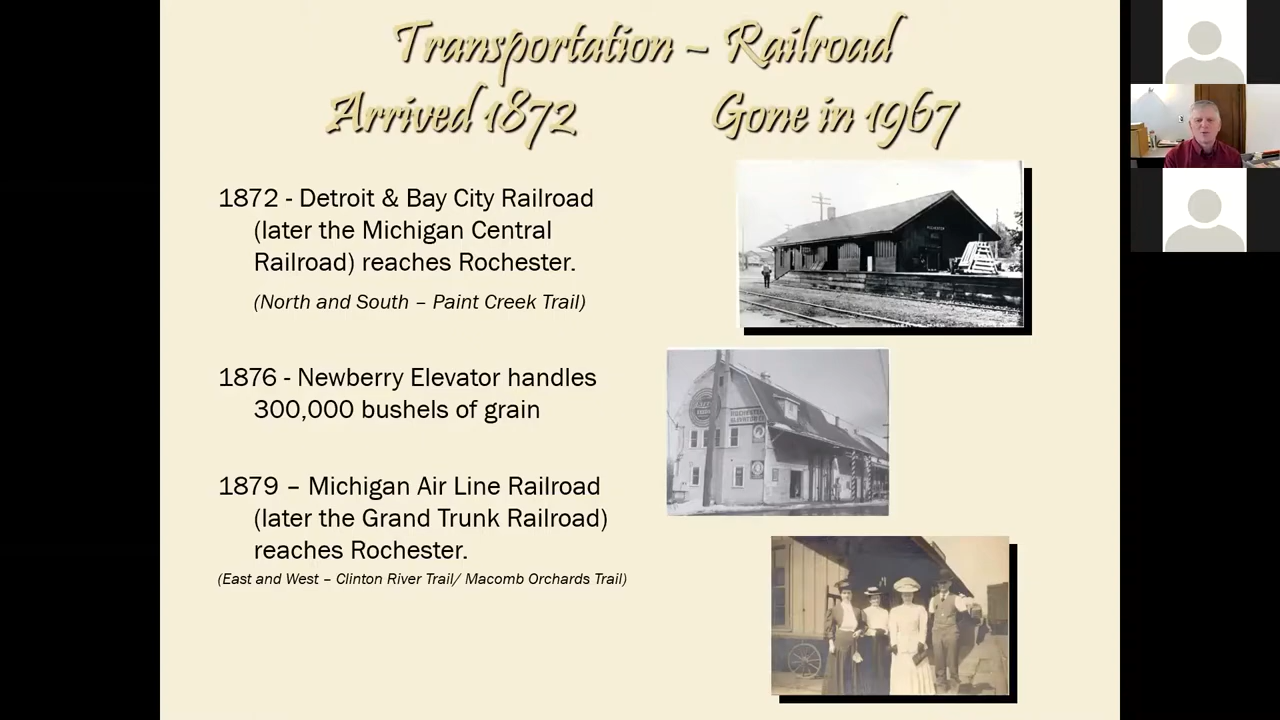 Transportation – Railroad
Arrived 1872 Gone in 1967
1872 - Detroit & Bay City Railroad
(later the Michigan Central
Railroad) reaches Rochester.
(North and South – Paint Creek Trail)
1876 - Newberry Elevator handles
300,000 bushels of grain
1879 – Michigan Air Line Railroad
(later the Grand Trunk Railroad)
reaches Rochester.
(East and West – Clinton River Trail/ Macomb Orchards Trail)
ROCHESTER
ROCHESTER